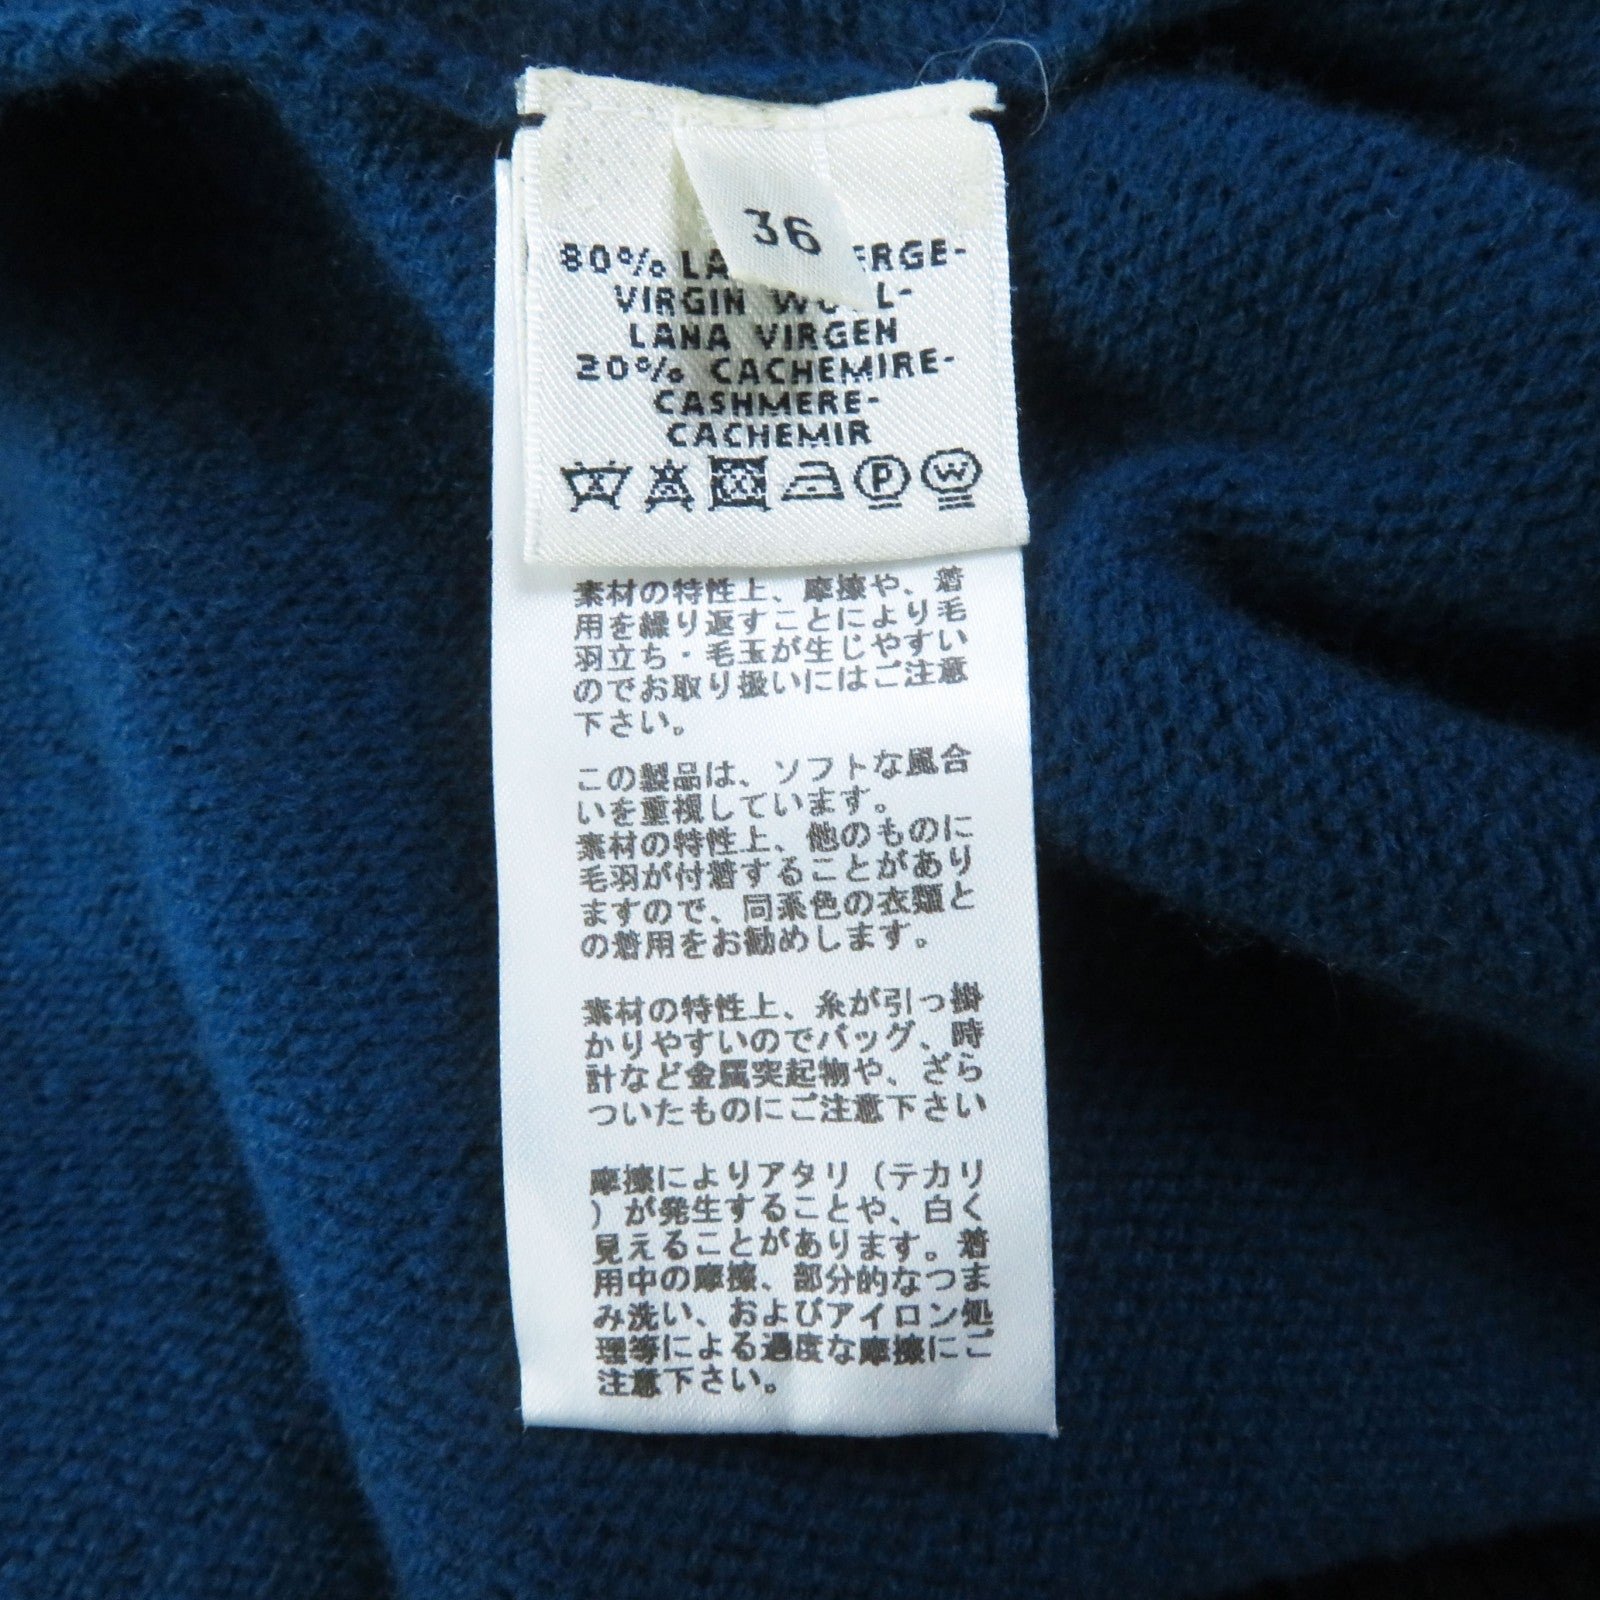 36
80% LA ERGE-
VIRGIN
LANA VIRGEN
20% CACHEMIRE-
CASHMERE-
CACHEMIR
P W
素材の特性上、摩擦や、着
用を繰り返すことにより毛
羽立ち・毛玉が生じやすい
のでお取り扱いにはご注意
下さい。
この製品は、ソフトな風合
いを重視しています。
素材の特性上、他のものに
毛羽が付着することがあり
ますので、同系色の衣類と
の着用をお勧めします。
素材の特性上、糸が引っ掛
かりやすいのでバッグ、時
計など金属突起物や、ざら
ついたものにご注意下さい
摩擦によりアタリ（テカリ
）が発生することや、白く
見えることがあります。着
用中の摩擦、部分的なつま
み洗い、およびアイロン処
理等による過度な摩擦にご
注意下さい。